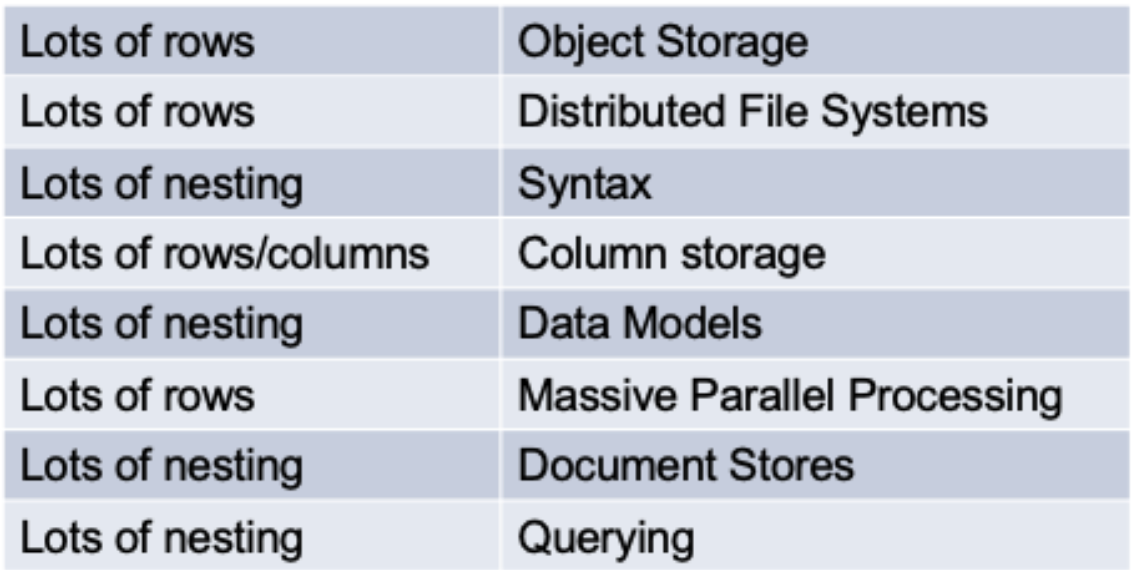 Lots of rows Object Storage
Lots of rows Distributed File Systems
Lots of nesting Syntax
Lots of rows/columns Column storage
Lots of nesting Data Models
Lots of rows Massive Parallel Processing
Lots of nesting Document Stores
Lots of nesting Querying